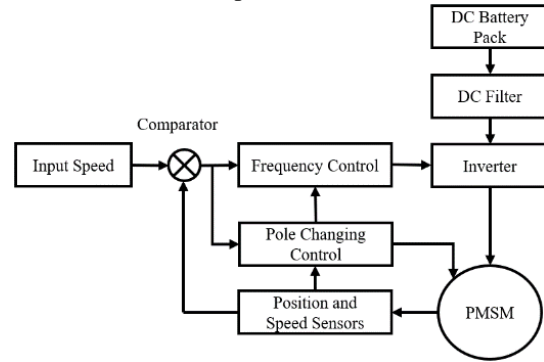 DC Battery
Pack
DC Filter
Comparator
Input Speed
Frequency Control
Inverter
Pole Changing
Control
Position and
Speed Sensors
PMSM